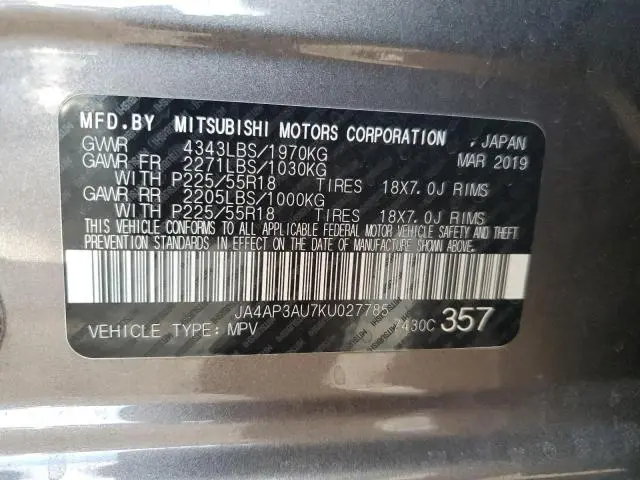 MFD.BY MITSUBISHI MOTORS CORPORATION JAPAN
GVWR 4343LBS/1970KG MAR 2019
GAWR FR 2271LBS/1030KG
WITH P225/55R18 TIRES 18X7.0J RIMS
GAWR RR 2205LBS/1000KG
WITH P225/55R18 TIRES 18X7.0J RIMS
THIS VEHICLE CONFORMS TO ALL APPLICABLE FEDERAL MOTOR VEHICLE SAFETY AND THEFT
PREVENTION STANDARDS IN EFFECT ON THE DATE OF MANUFACTURE SHOWN ABOVE.
JA4AP3AU7KU027785
VEHICLE TYPE: MPV 430C 357